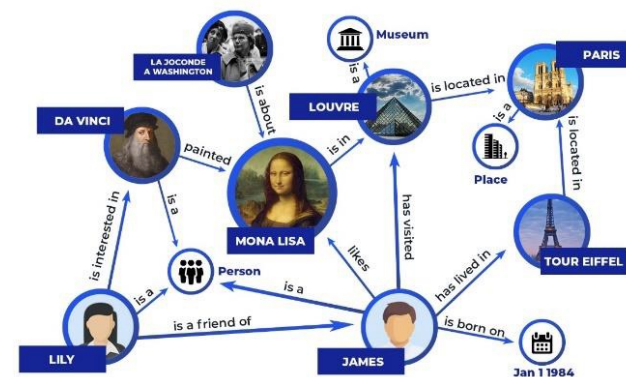 Museum
LA JOCONDE
A WASHINGTON
PARIS
is a
is located in
LOUVRE
DA VINCI
is about
is a
is located in
painted
is in
Place
is a
has visited
is interested in
MONA LISA
TOUR EIFFEL
likes
Person
has lived in
is a
is a
is a friend of
is born on
LILY
JAMES
Jan 1 1984